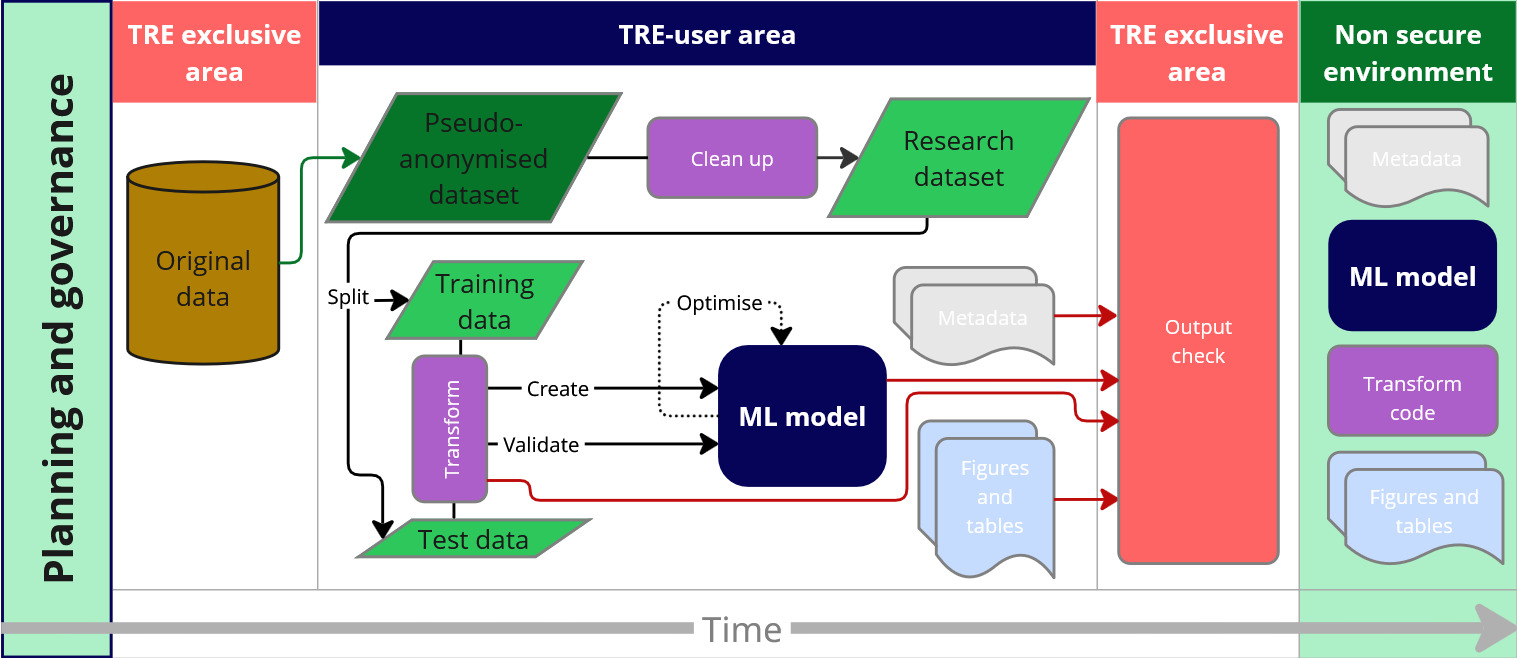 Planning and governance
TRE exclusive
area
TRE-user area
TRE exclusive
area
Non secure
environment
Original
data
Pseudo-
anonymised
dataset
Clean up
Research
dataset
Split
Training
data
Transform
Test data
Create
Validate
Optimise
ML model
Metadata
Figures
and
tables
Output
check
Metadata
ML model
Transform
code
Figures and
tables
Time